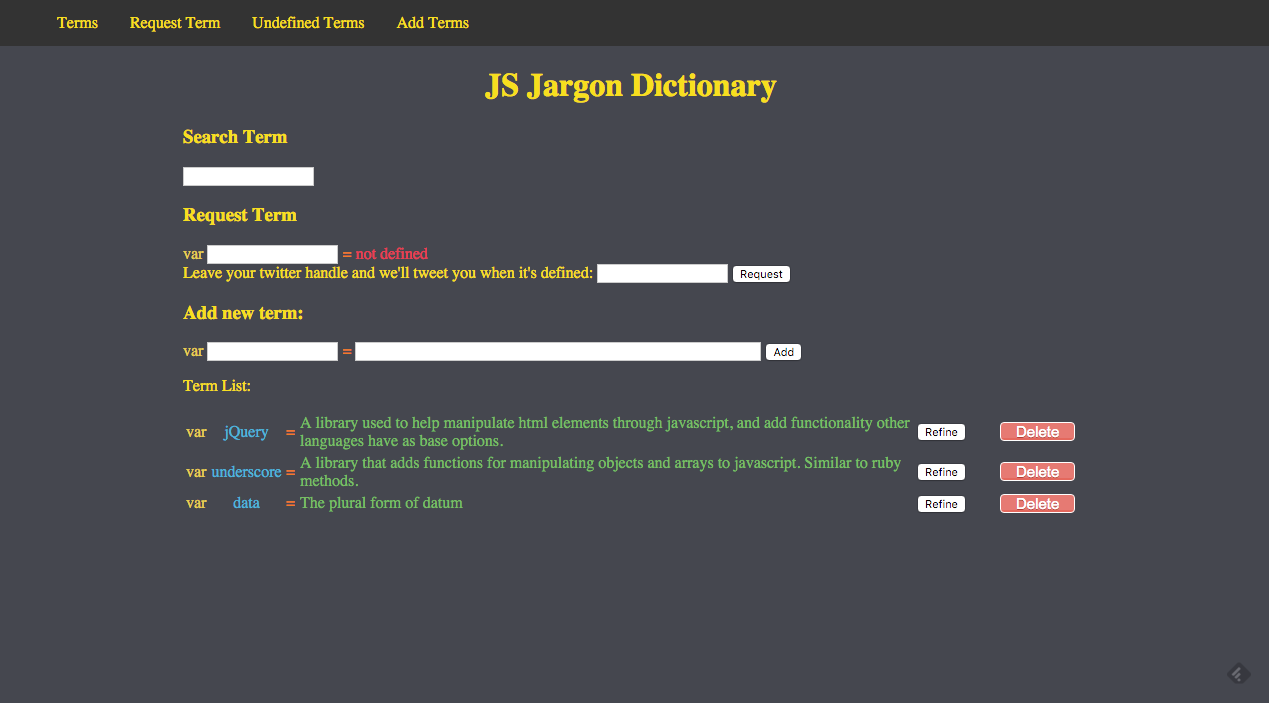 Terms Request Term Undefined Terms Add Terms
JS Jargon Dictionary
Search Term
Request Term
var = not defined
Leave your twitter handle and we'll tweet you when it's defined: Request
Add new term:
var = Add
Term List:
var jQuery = A library used to help manipulate html elements through javascript, and add functionality other
languages have as base options. Refine Delete
var underscore = A library that adds functions for manipulating objects and arrays to javascript. Similar to ruby
methods. Refine Delete
var data = The plural form of datum Refine Delete